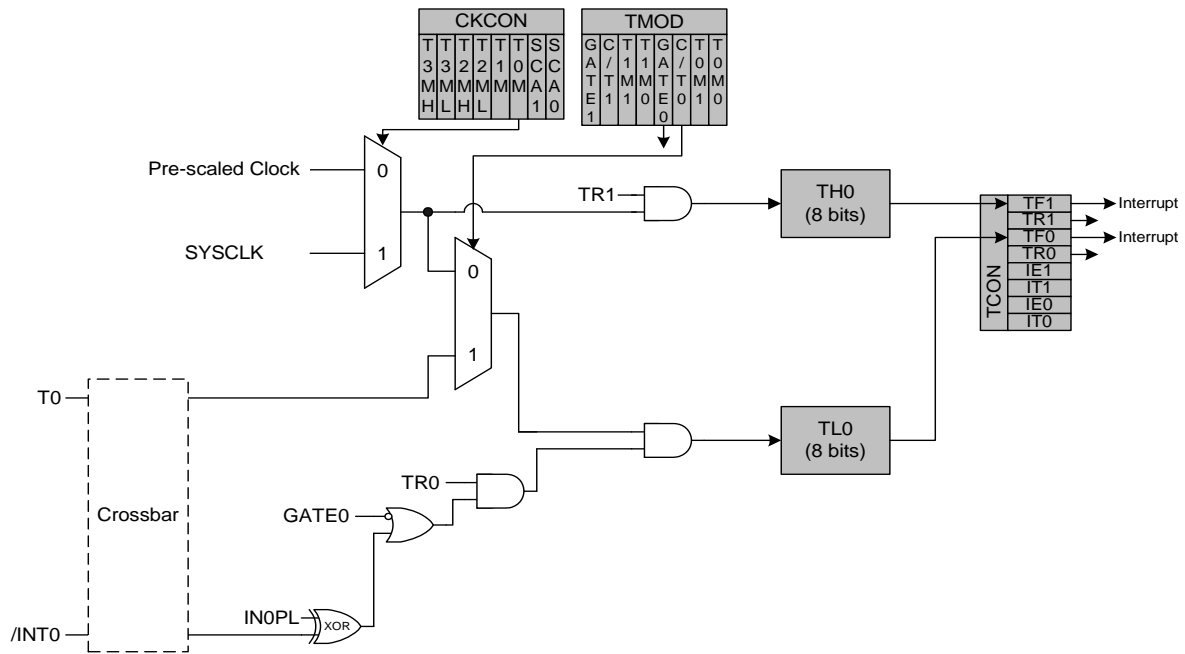 CKCON
TMOD
T3MH
T3ML
T2MH
T2ML
T1M
T0M
SCA1
SCA0
GATE1
C/T1
T1M1
T1M0
GATE0
C/T0
T0M1
T0M0
Pre-scaled Clock
0
SYSCLK
1
TR1
TH0
(8 bits)
TCON
TF1
TR1
TF0
TR0
IE1
IT1
IE0
IT0
Interrupt
Interrupt
0
1
T0
Crossbar
TL0
(8 bits)
TR0
GATE0
IN0PL
XOR
/INT0